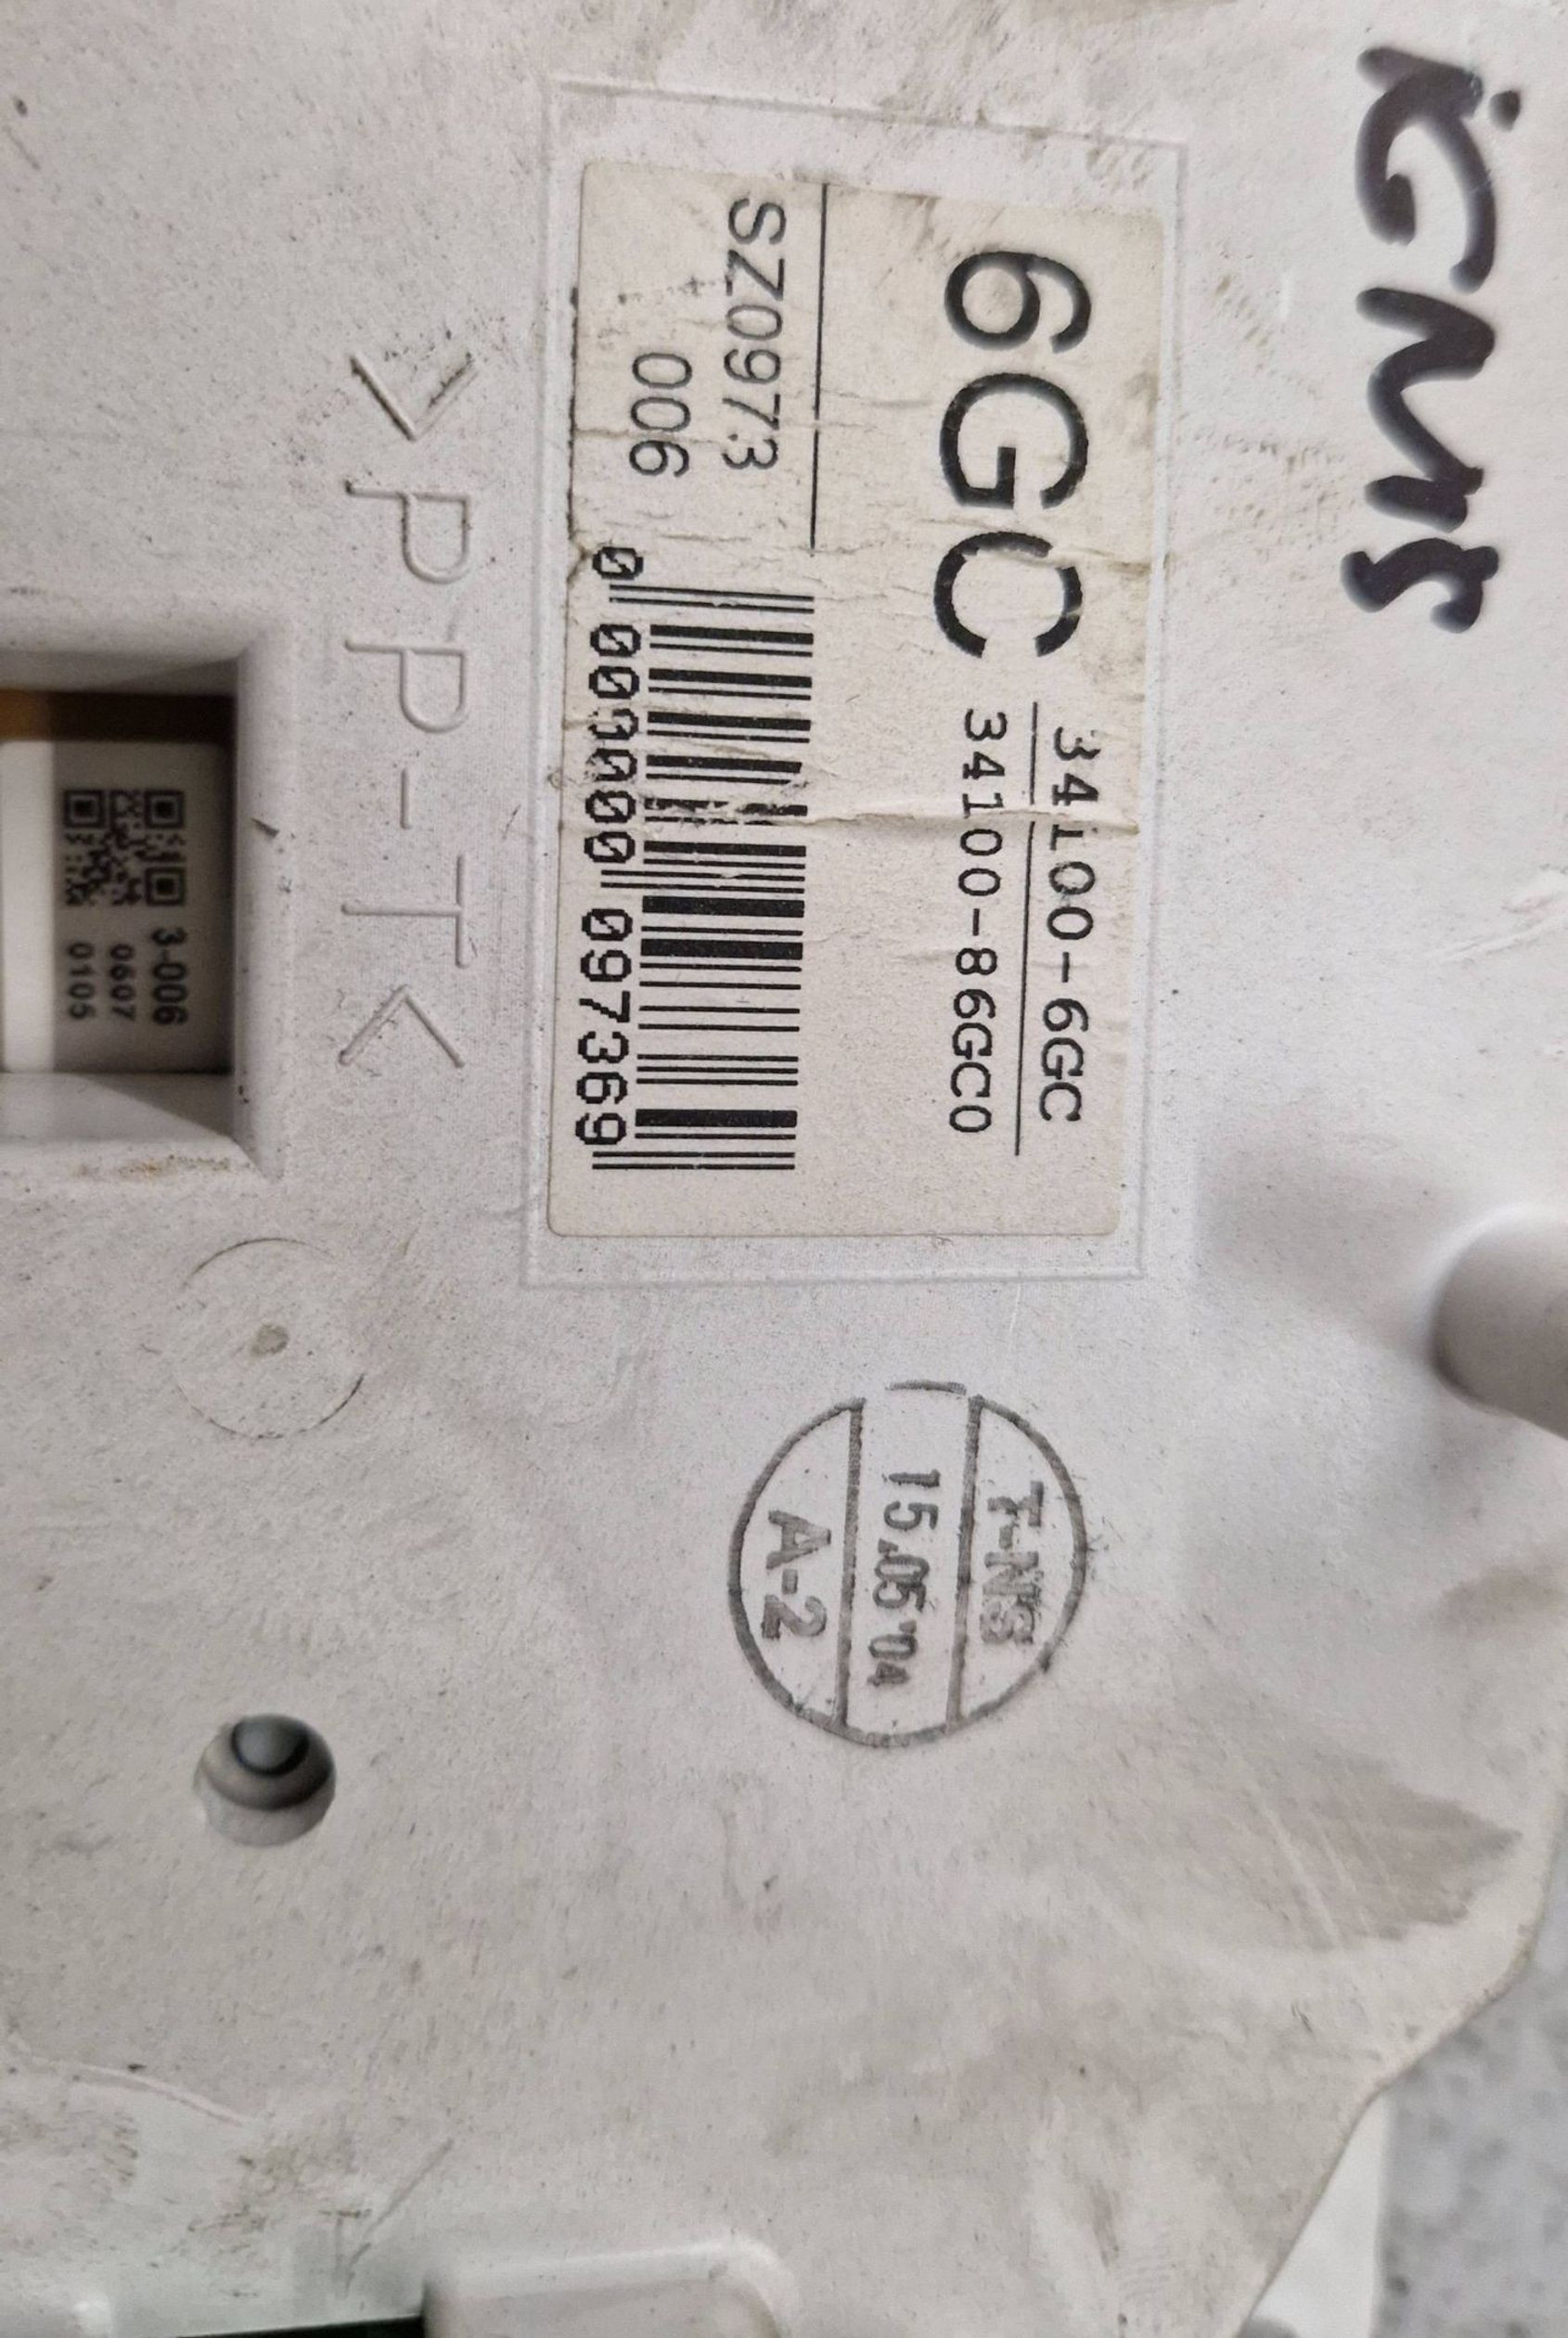 iGNiS
6GC
34100-6GC
34100-86GC0
SZ0973
006
0 000000 097369
>PP-T<
3-006
0607
0105
T-NS
15.05'04
A-2